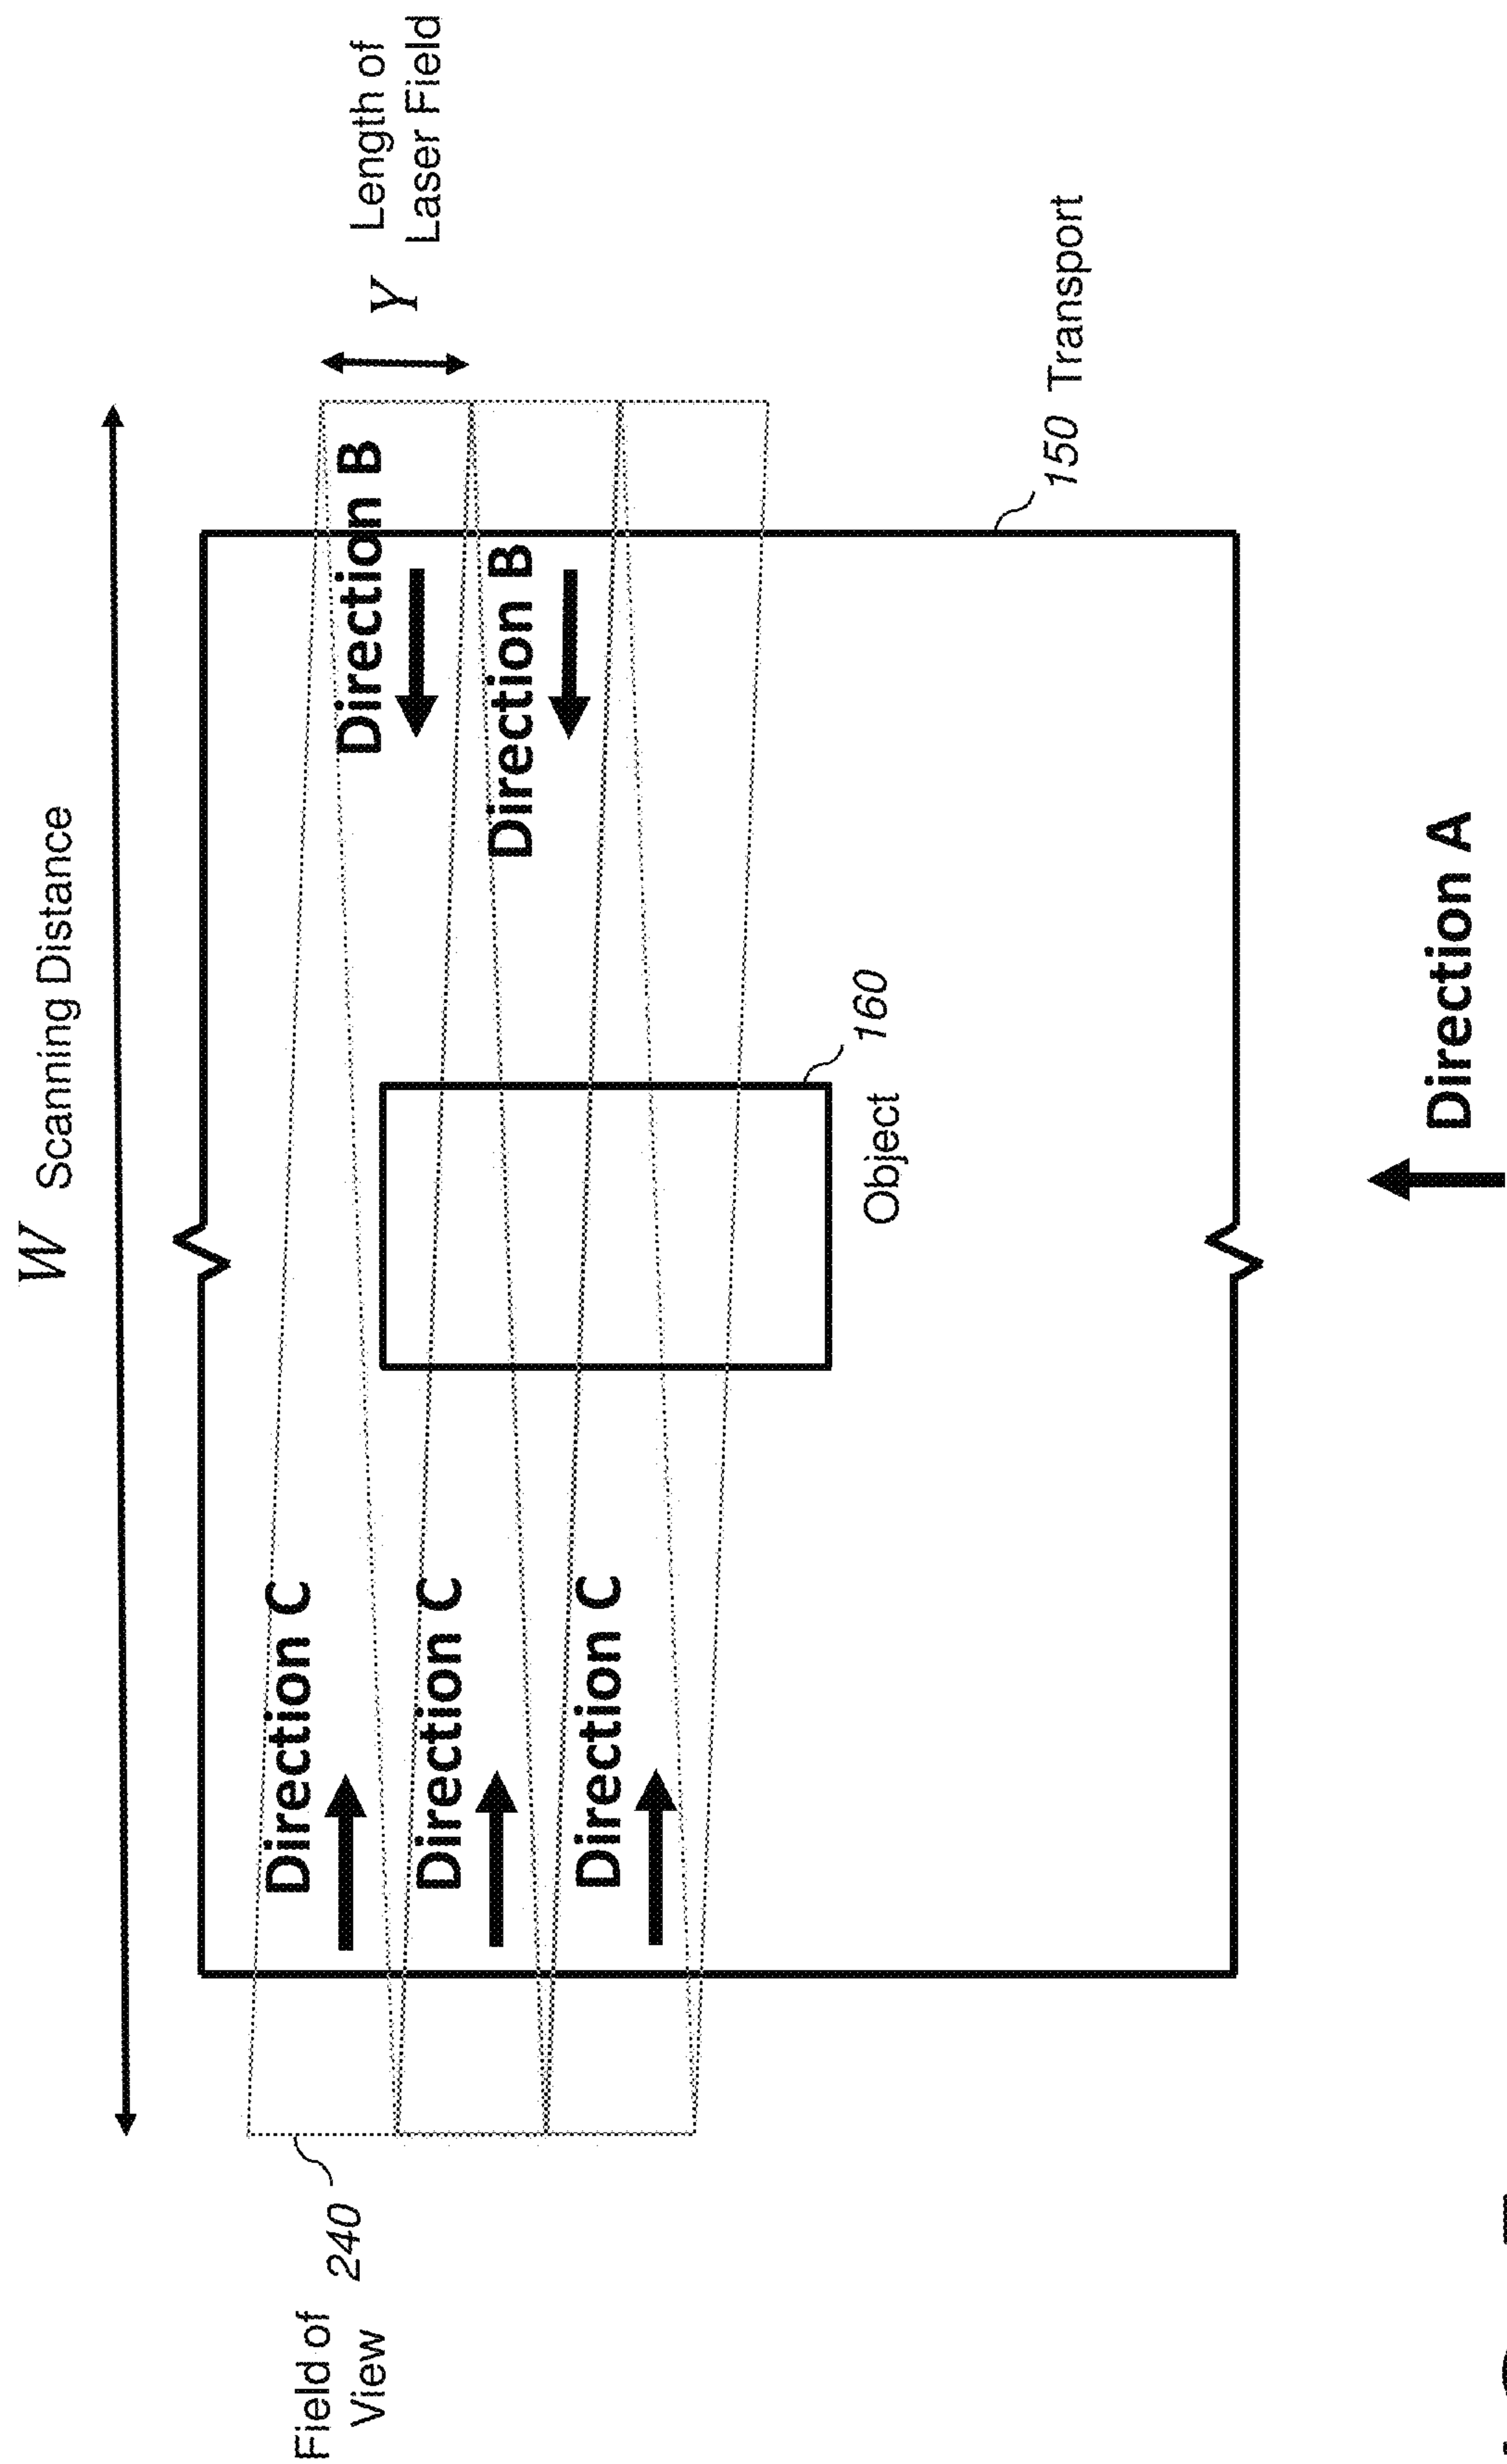 W Scanning Distance
Field of
View
240
Direction C
Direction B
Y
Length of
Laser Field
Direction C
Direction B
Direction C
160
Object
150 Transport
Direction A